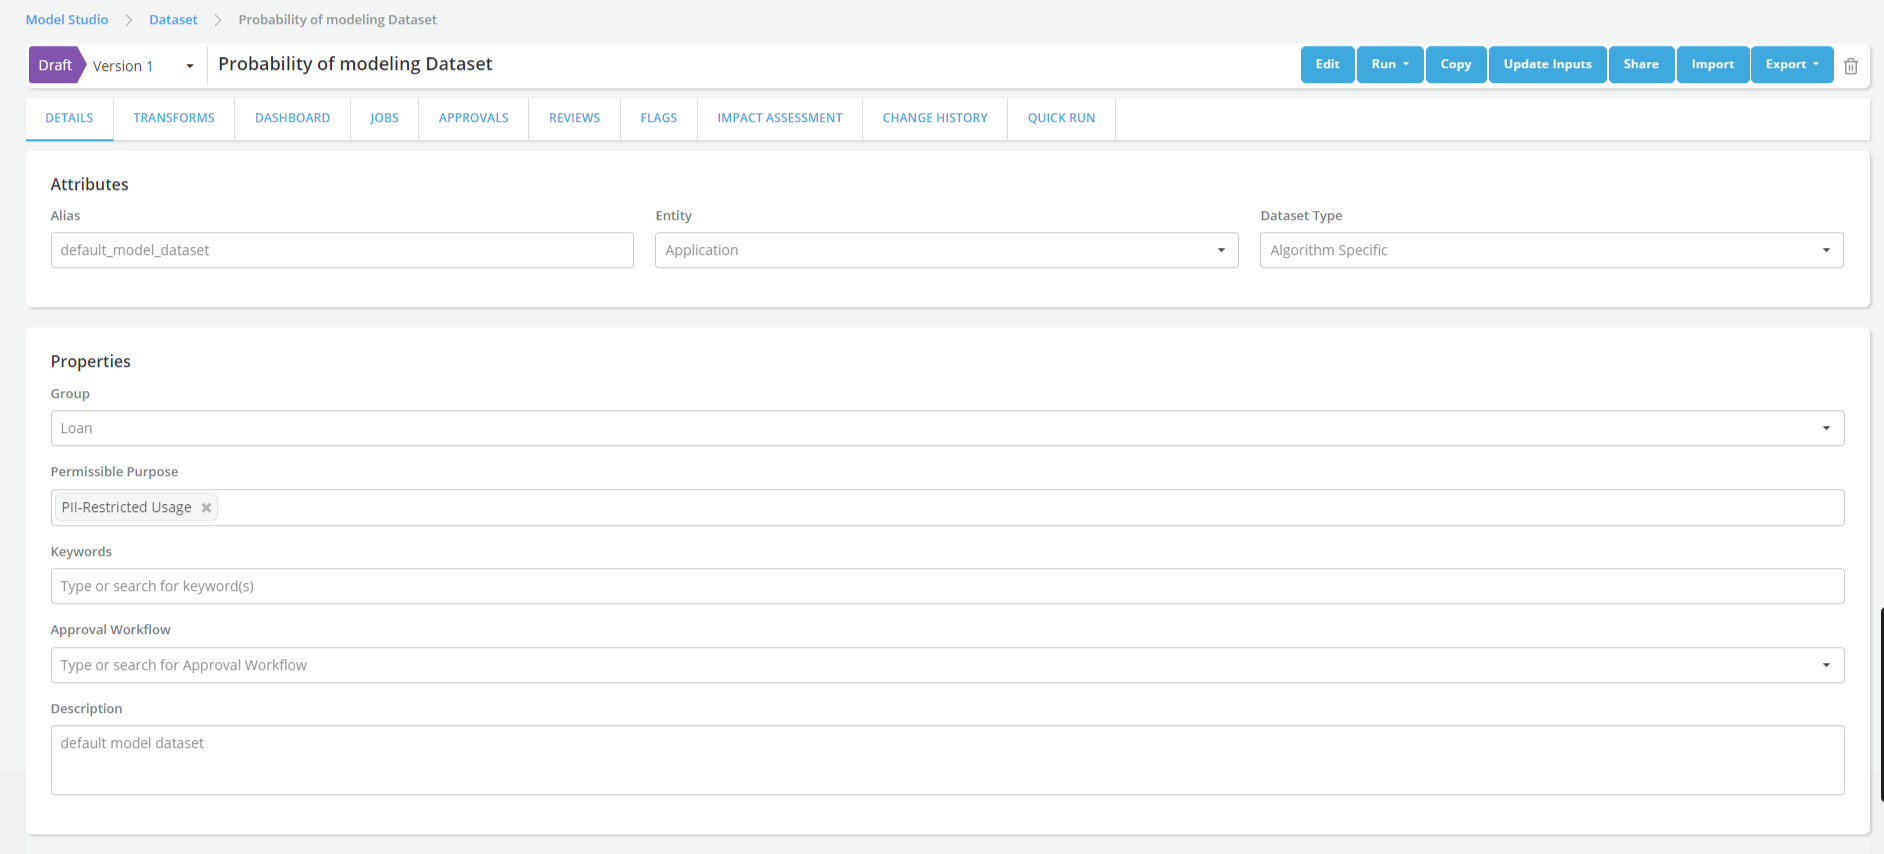 Model Studio > Dataset > Probability of modeling Dataset
Draft Version 1 Probability of modeling Dataset Edit Run Copy Update Inputs Share Import Export
DETAILS TRANSFORMS DASHBOARD JOBS APPROVALS REVIEWS FLAGS IMPACT ASSESSMENT CHANGE HISTORY QUICK RUN
Attributes
Alias Entity Dataset Type
default_model_dataset Application Algorithm Specific
Properties
Group
Loan
Permissible Purpose
PII-Restricted Usage ✖
Keywords
Type or search for keyword(s)
Approval Workflow
Type or search for Approval Workflow
Description
default model dataset